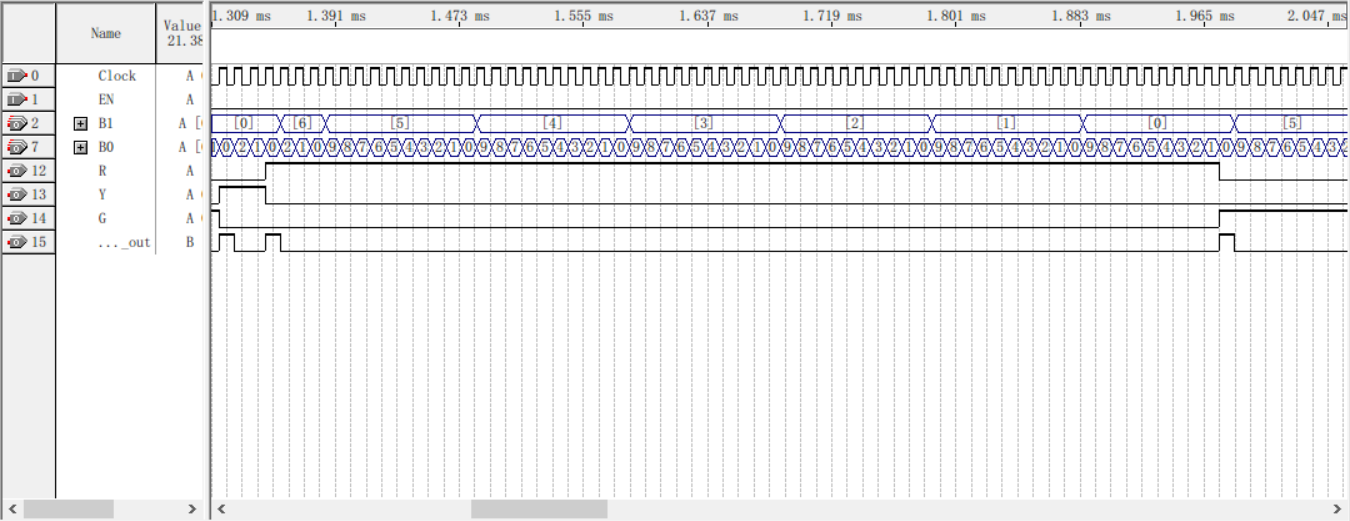 Name
Value
21.38
1.309 ms 1.391 ms 1.473 ms 1.555 ms 1.637 ms 1.719 ms 1.801 ms 1.883 ms 1.965 ms 2.047 ms
0 Clock A
1 EN A
2 B1 A [ [0] [6] [5] [4] [3] [2] [1] [0] [5]
7 B0 A [ 0 2 1 0 2 1 0 9 8 7 6 5 4 3 2 1 0 9 8 7 6 5 4 3 2 1 0 9 8 7 6 5 4 3 2 1 0 9 8 7 6 5 4 3 2 1 0 9 8 7 6 5 4 3 2 1 0 9 8 7 6 5 4 3 2 1 0 9 8 7 6 5 4 3 2
12 R A
13 Y A
14 G A
15 ..._out B